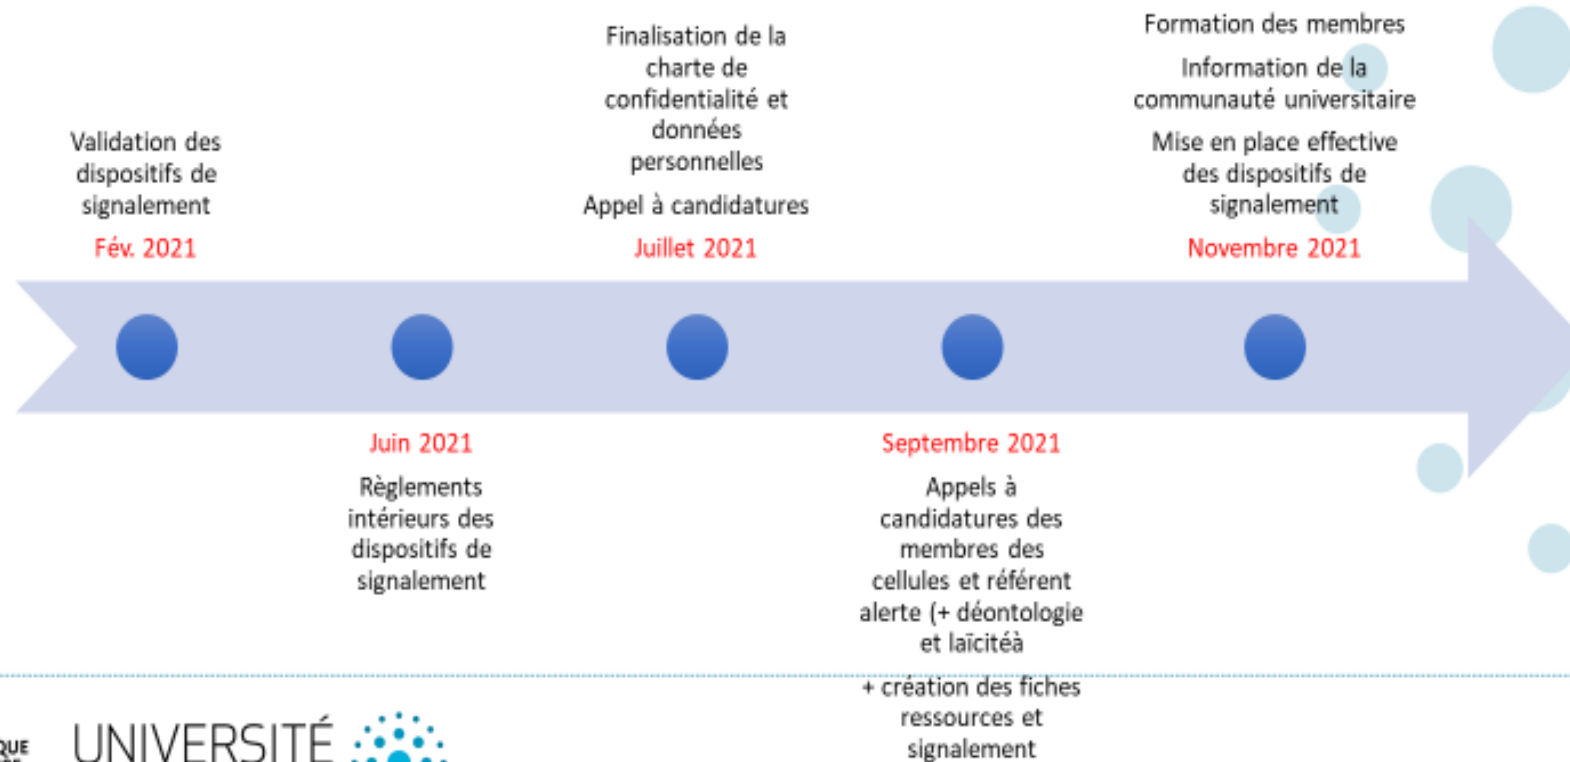 Validation des
dispositifs de
signalement
Fév. 2021
Juin 2021
Règlements
intérieurs des
dispositifs de
signalement
Finalisation de la
charte de
confidentialité et
données
personnelles
Appel à candidatures
Juillet 2021
Septembre 2021
Appels à
candidatures des
membres des
cellules et référent
alerte (+ déontologie
et laïcitéà
+ création des fiches
ressources et
signalement
Formation des membres
Information de la
communauté universitaire
Mise en place effective
des dispositifs de
signalement
Novembre 2021
UNIVERSITÉ